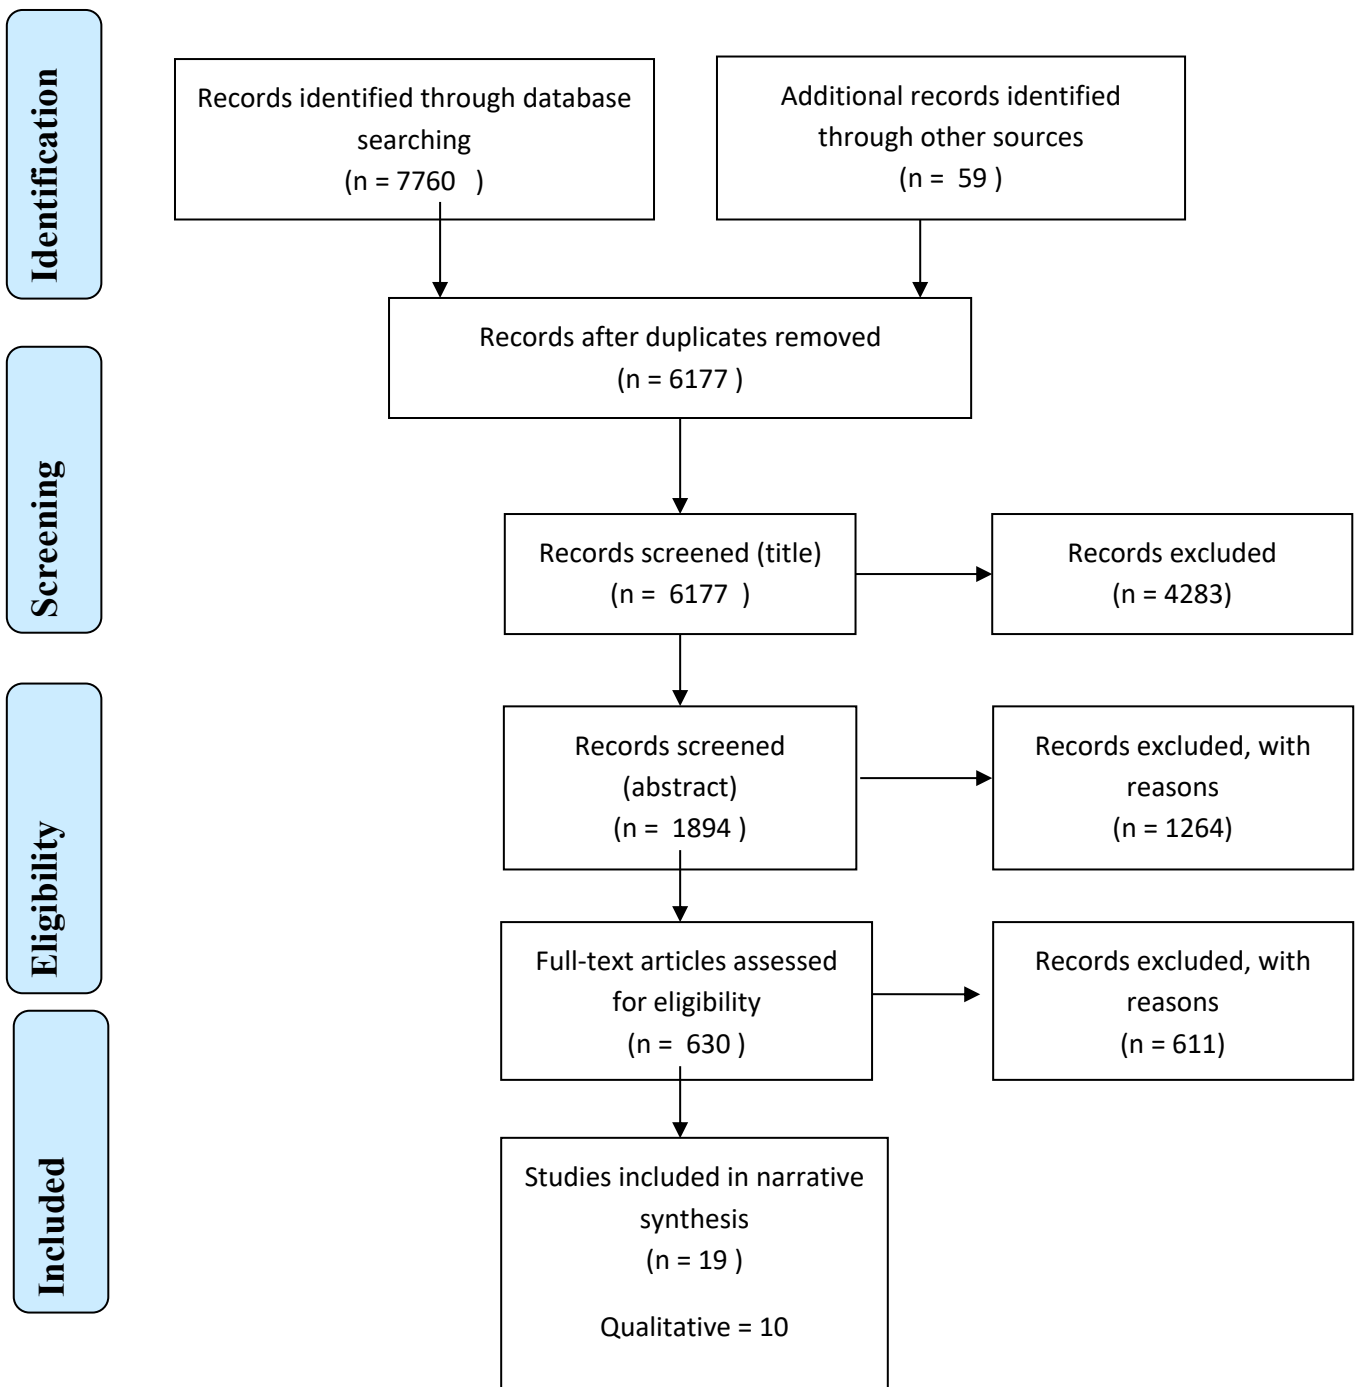 Identification
Records identified through database
searching
(n = 7760   )
Additional records identified
through other sources
(n =  59 )
Records after duplicates removed
(n = 6177 )
Screening
Records screened (title)
(n =  6177  )
Records excluded
(n = 4283)
Eligibility
Records screened
(abstract)
(n =  1894 )
Records excluded, with
reasons
(n = 1264)
Full-text articles assessed
for eligibility
(n =  630 )
Records excluded, with
reasons
(n = 611)
Included
Studies included in narrative
synthesis
(n = 19 )
Qualitative = 10